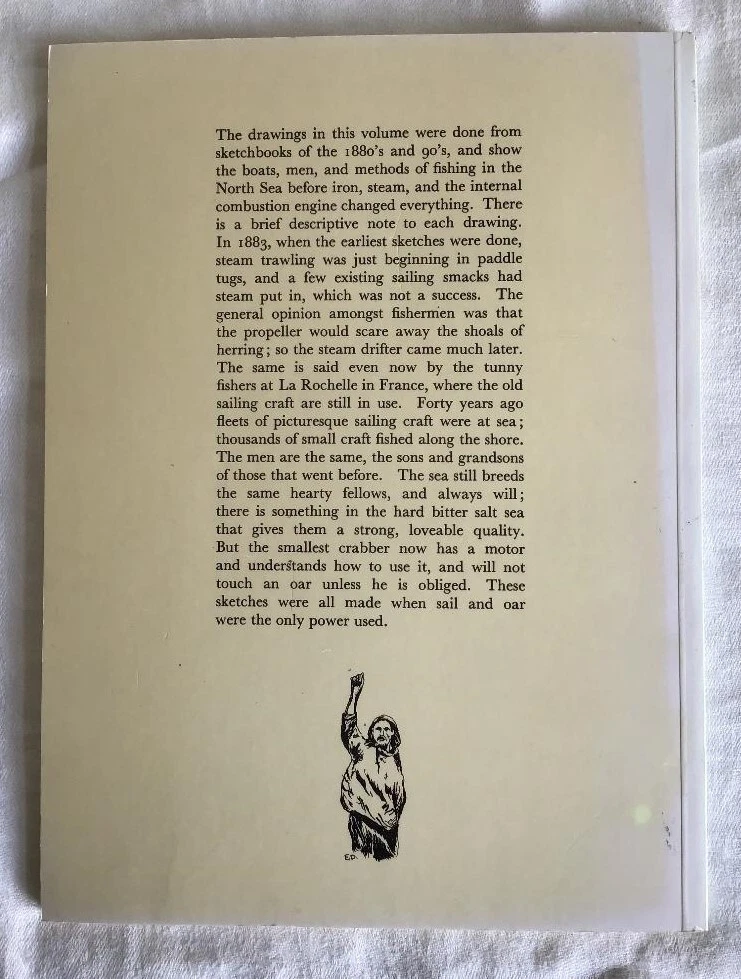 The drawings in this volume were done from
sketchbooks of the 1880's and 90's, and show
the boats, men, and methods of fishing in the
North Sea before iron, steam, and the internal
combustion engine changed everything. There
is a brief descriptive note to each drawing.
In 1883, when the earliest sketches were done,
steam trawling was just beginning in paddle
tugs, and a few existing sailing smacks had
steam put in, which was not a success. The
general opinion amongst fishermen was that
the propeller would scare away the shoals of
herring; so the steam drifter came much later.
The same is said even now by the tunny
fishers at La Rochelle in France, where the old
sailing craft are still in use. Forty years ago
fleets of picturesque sailing craft were at sea;
thousands of small craft fished along the shore.
The men are the same, the sons and grandsons
of those that went before. The sea still breeds
the same hearty fellows, and always will;
there is something in the hard bitter salt sea
that gives them a strong, loveable quality.
But the smallest crabber now has a motor
and understands how to use it, and will not
touch an oar unless he is obliged. These
sketches were all made when sail and oar
were the only power used.
E.D.